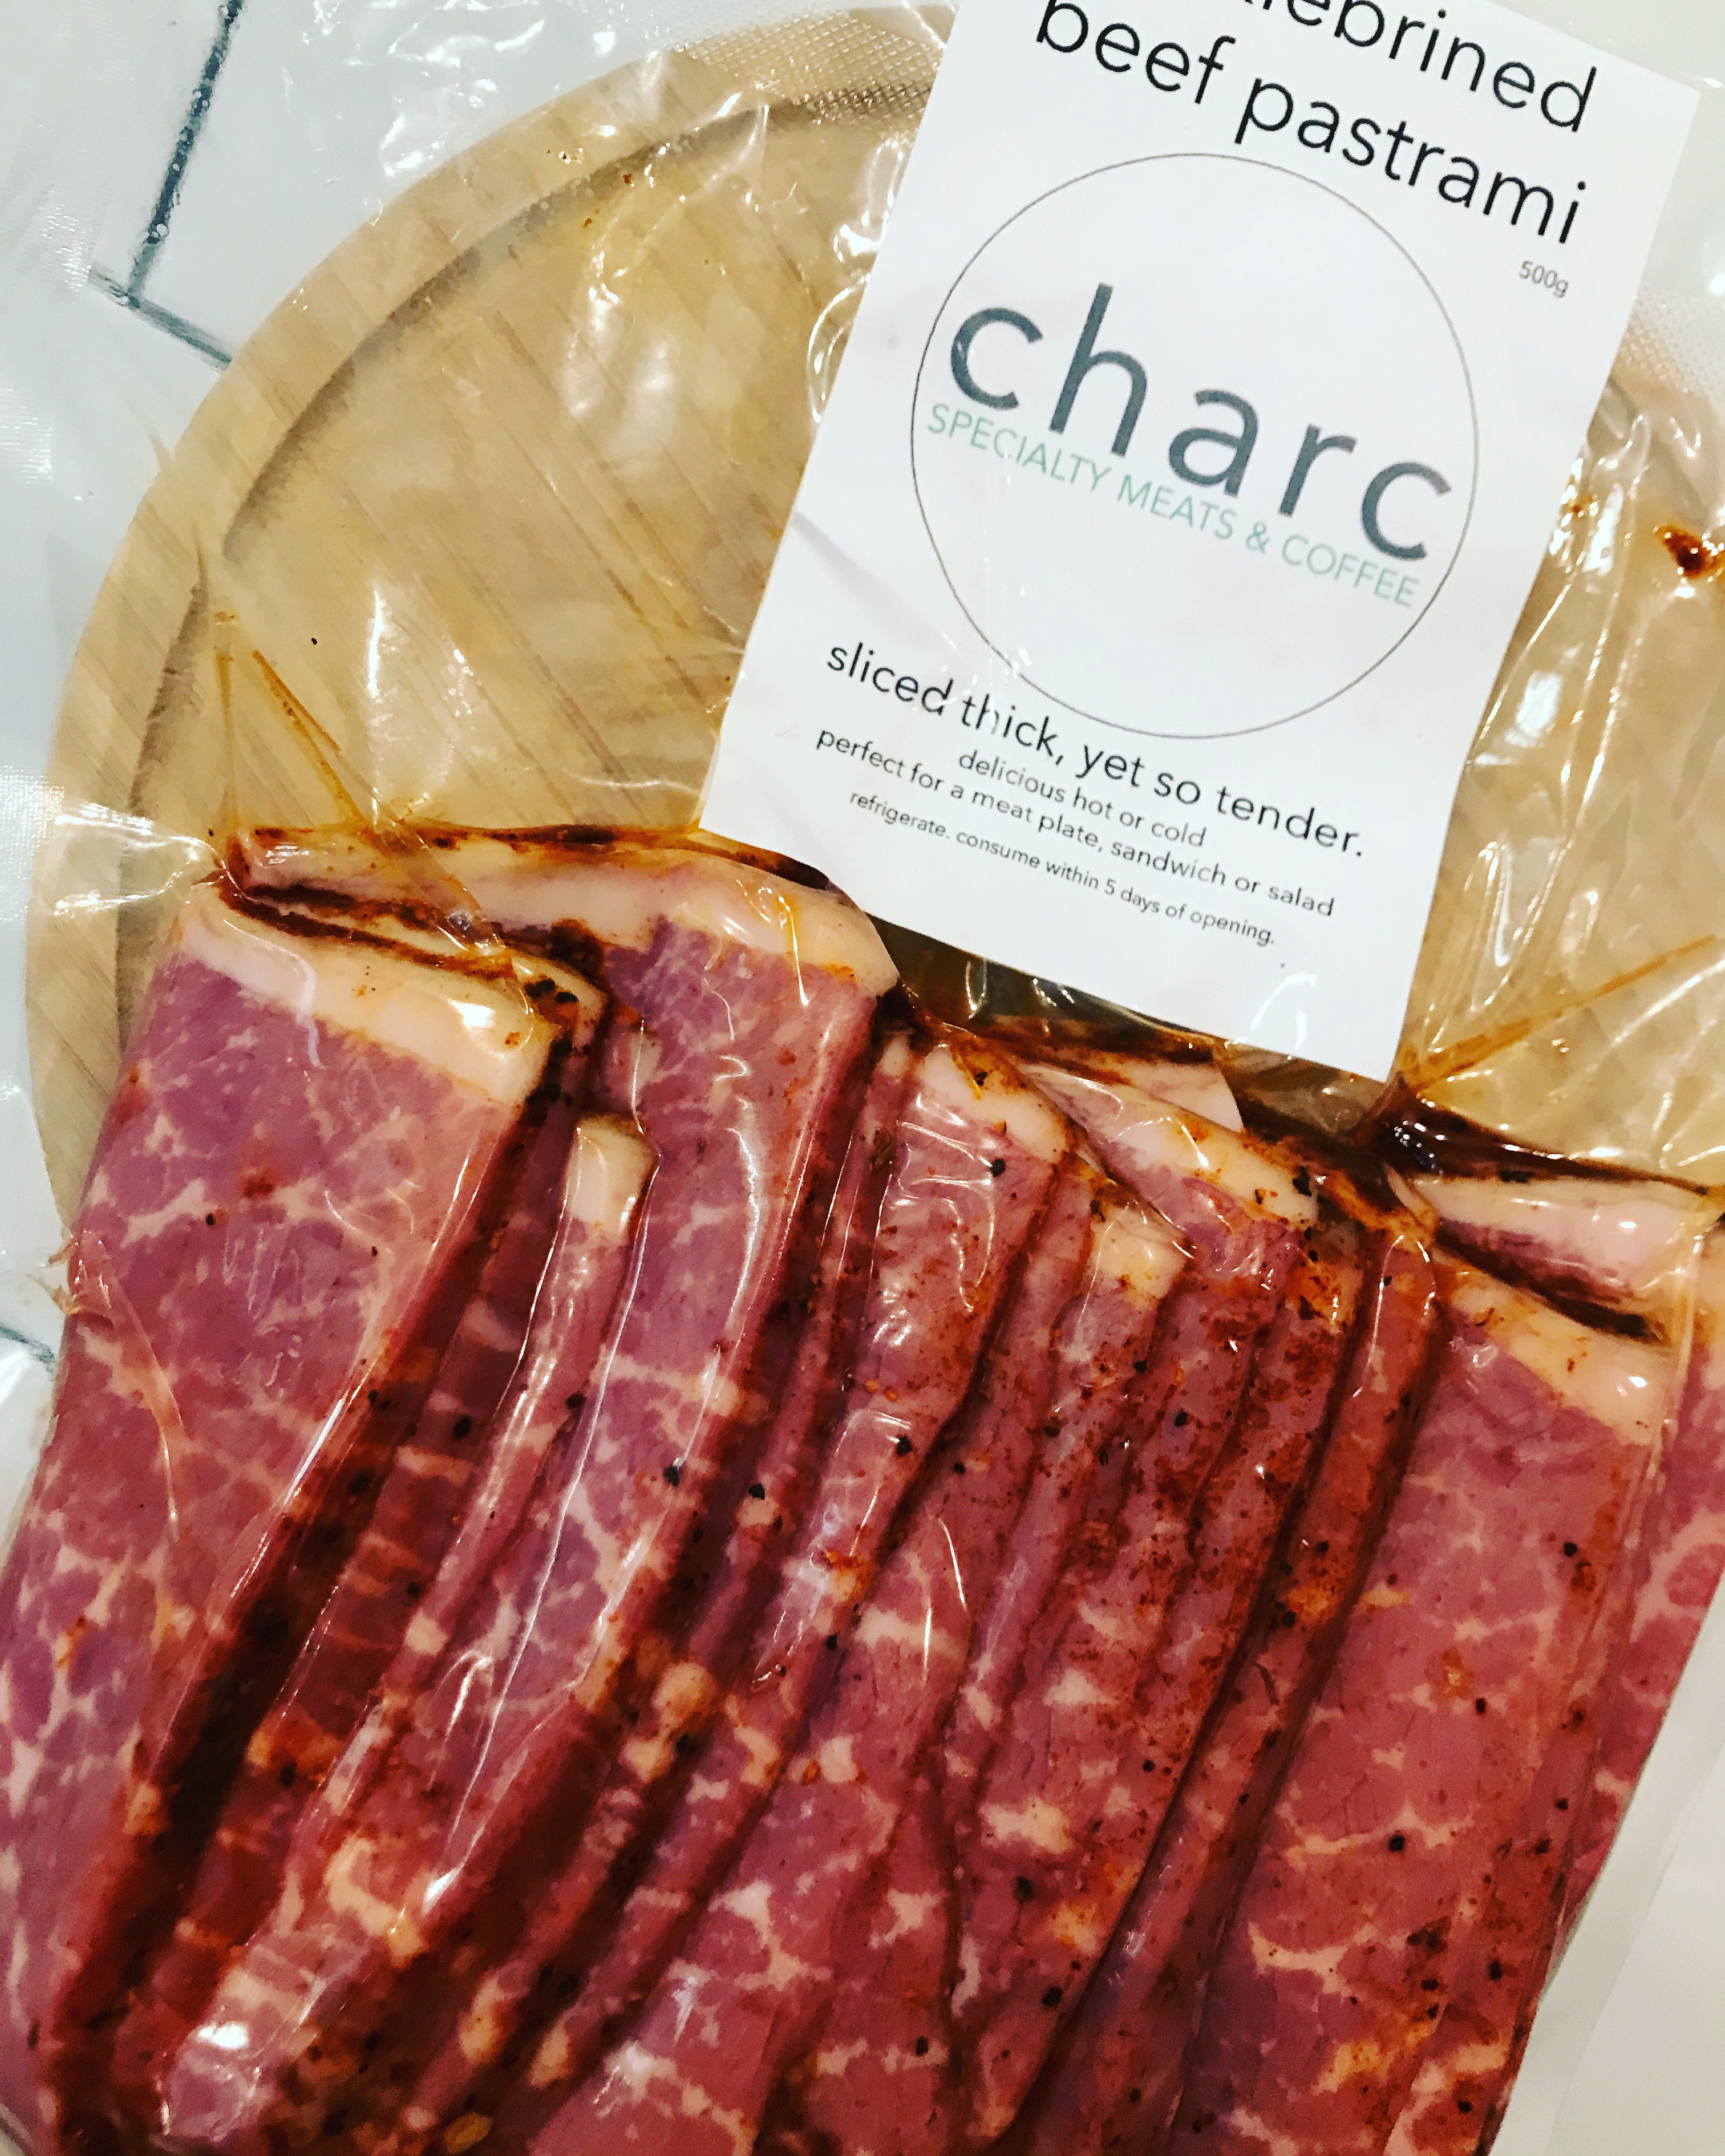 beef pastrami
500g
charc
SPECIALTY MEATS & COFFEE
sliced thick, yet so tender.
delicious hot or cold
perfect for a meat plate, sandwich or salad
refrigerate. consume within 5 days of opening.